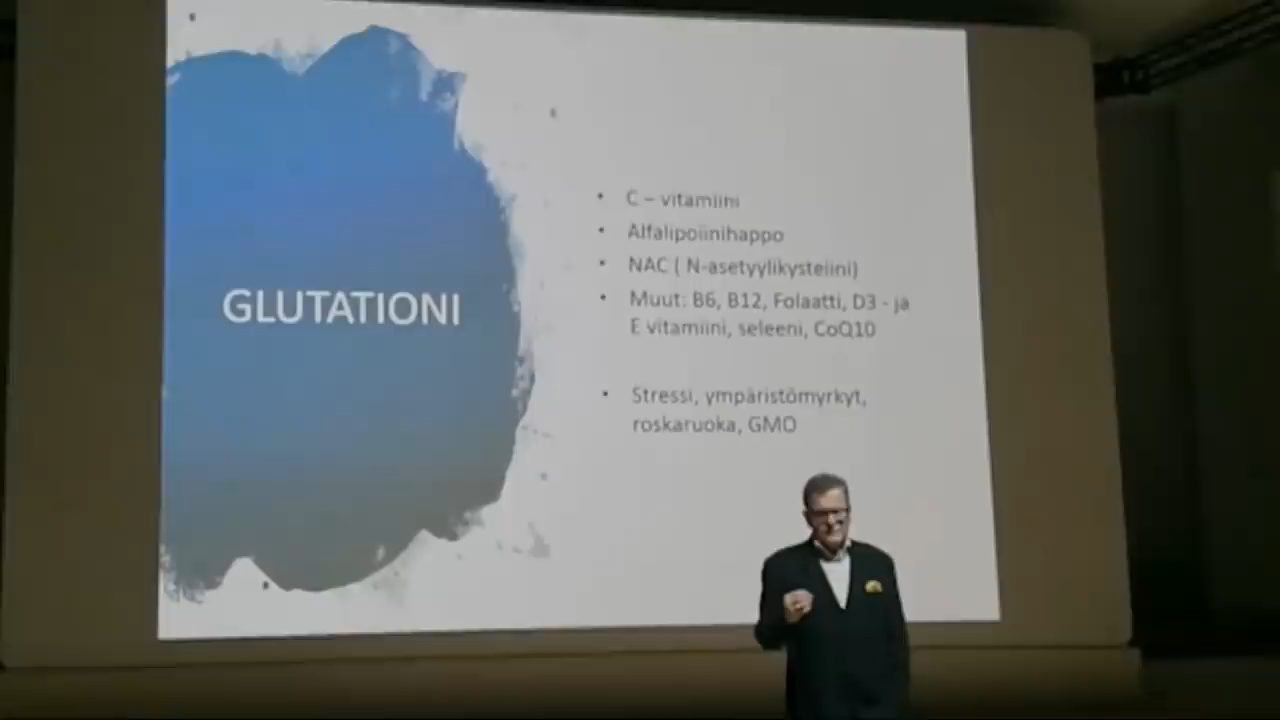 GLUTATIONI
• C – vitamiini
• Alfalipoiinihappo
• NAC ( N-asetyylikysteiini)
• Muut: B6, B12, Folaatti, D3 - ja
E vitamiini, seleeni, CoQ10
• Stressi, ympäristömyrkyt,
roskaruoka, GMO